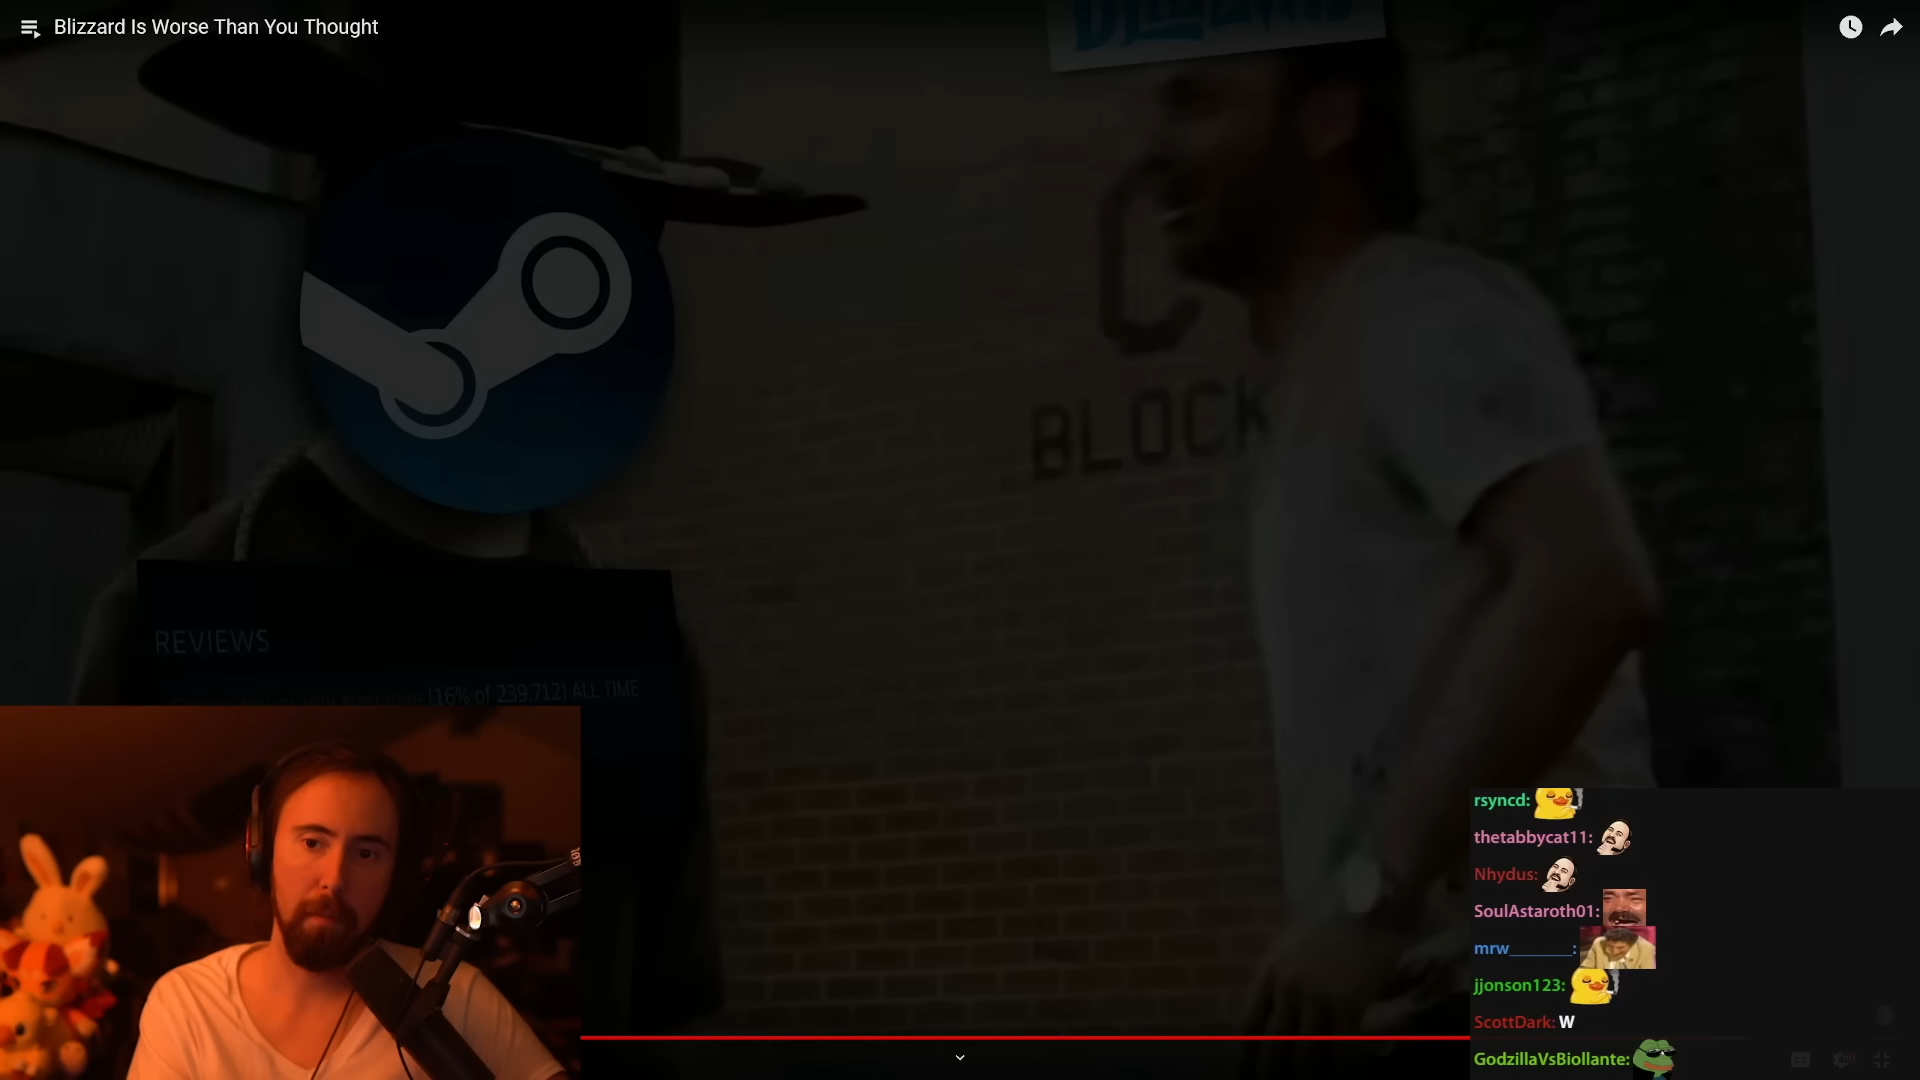 Blizzard Is Worse Than You Thought
C
BLOCK
REVIEWS
(16% of 239,712) ALL TIME
rsyncd:
thetabbycat11:
Nhydus:
SoulAstaroth01:
mrw______:
jjonson123:
ScottDark: W
GodzillaVsBiollante: